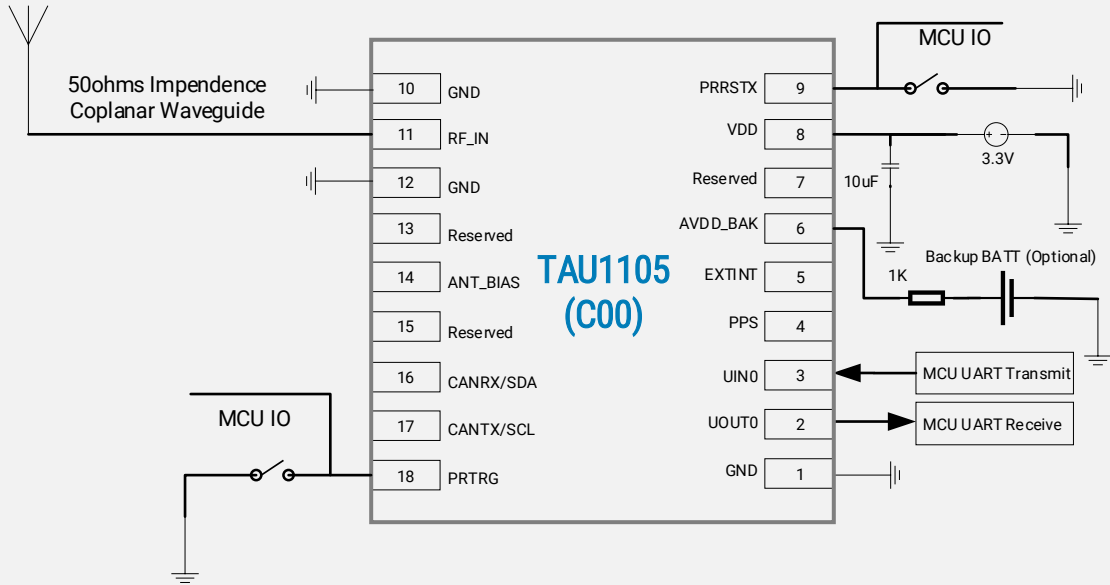 MCU IO
50ohms Impendence
Coplanar Waveguide
10 GND
11 RF_IN
12 GND
13 Reserved
14 ANT_BIAS
15 Reserved
16 CANRX/SDA
17 CANTX/SCL
18 PRTRG
MCU IO
TAU1105
(C00)
PRRSTX 9
VDD 8
Reserved 7
AVDD_BAK 6
EXTINT 5
PPS 4
UIN0 3
UOUT0 2
GND 1
3.3V
10uF
Backup BATT (Optional)
1K
MCU UART Transmit
MCU UART Receive